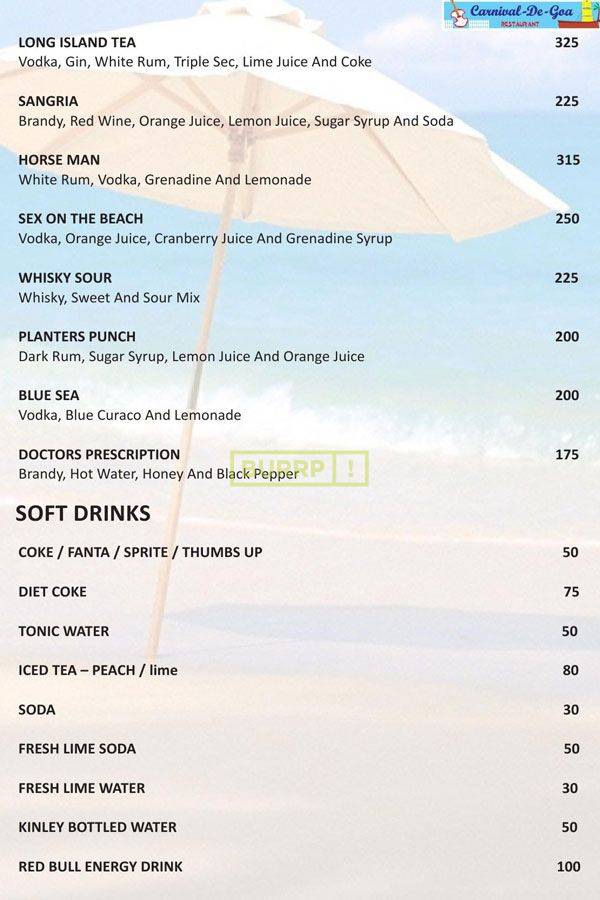 Carnival-De-Goa
RESTAURANT
LONG ISLAND TEA 325
Vodka, Gin, White Rum, Triple Sec, Lime Juice And Coke
SANGRIA 225
Brandy, Red Wine, Orange Juice, Lemon Juice, Sugar Syrup And Soda
HORSE MAN 315
White Rum, Vodka, Grenadine And Lemonade
SEX ON THE BEACH 250
Vodka, Orange Juice, Cranberry Juice And Grenadine Syrup
WHISKY SOUR 225
Whisky, Sweet And Sour Mix
PLANTERS PUNCH 200
Dark Rum, Sugar Syrup, Lemon Juice And Orange Juice
BLUE SEA 200
Vodka, Blue Curaco And Lemonade
DOCTORS PRESCRIPTION 175
Brandy, Hot Water, Honey And Black Pepper
BURRP !
SOFT DRINKS
COKE / FANTA / SPRITE / THUMBS UP 50
DIET COKE 75
TONIC WATER 50
ICED TEA – PEACH / lime 80
SODA 30
FRESH LIME SODA 50
FRESH LIME WATER 30
KINLEY BOTTLED WATER 50
RED BULL ENERGY DRINK 100